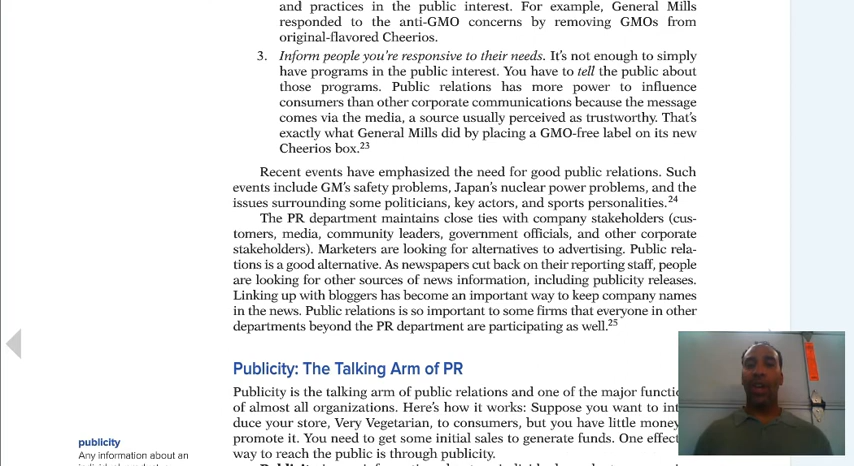 and practices in the public interest. For example, General Mills
responded to the anti-GMO concerns by removing GMOs from
original-flavored Cheerios.
3. Inform people you're responsive to their needs. It's not enough to simply
have programs in the public interest. You have to tell the public about
those programs. Public relations has more power to influence
consumers than other corporate communications because the message
comes via the media, a source usually perceived as trustworthy. That's
exactly what General Mills did by placing a GMO-free label on its new
Cheerios box.23
Recent events have emphasized the need for good public relations. Such
events include GM's safety problems, Japan's nuclear power problems, and the
issues surrounding some politicians, key actors, and sports personalities.24
The PR department maintains close ties with company stakeholders (cus-
tomers, media, community leaders, government officials, and other corporate
stakeholders). Marketers are looking for alternatives to advertising. Public rela-
tions is a good alternative. As newspapers cut back on their reporting staff, people
are looking for other sources of news information, including publicity releases.
Linking up with bloggers has become an important way to keep company names
in the news. Public relations is so important to some firms that everyone in other
departments beyond the PR department are participating as well.25
Publicity: The Talking Arm of PR
Publicity is the talking arm of public relations and one of the major functio
of almost all organizations. Here's how it works: Suppose you want to int
duce your store, Very Vegetarian, to consumers, but you have little money
promote it. You need to get some initial sales to generate funds. One effect
way to reach the public is through publicity.
publicity
Any information about an